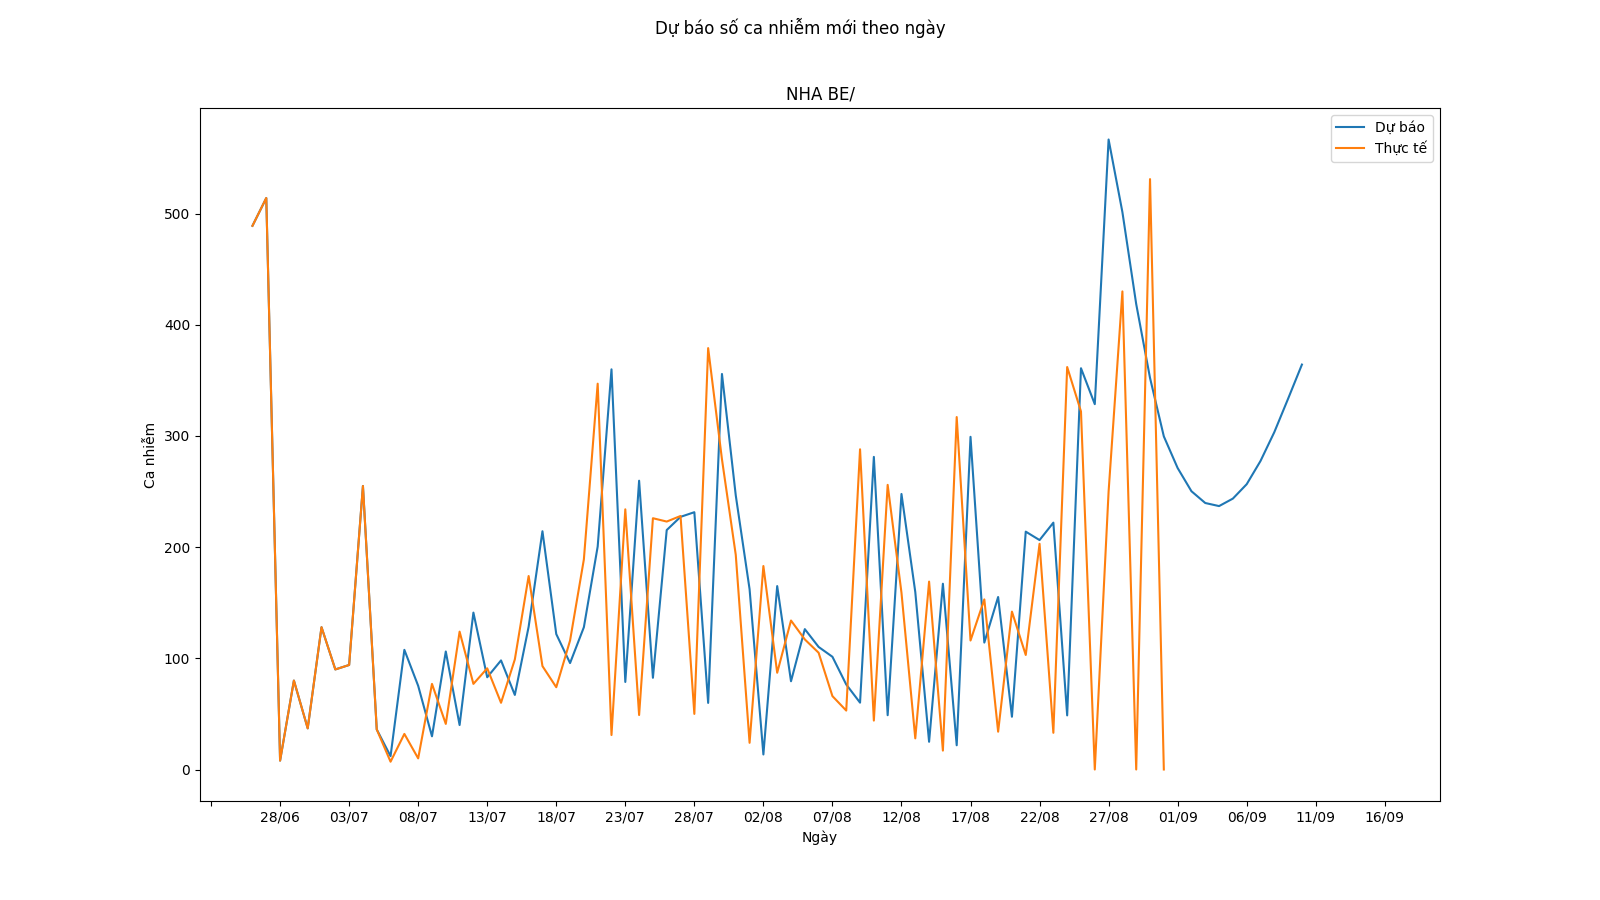 Dự báo số ca nhiễm mới theo ngày
NHA BE/
Dự báo
Thực tế
500
400
300
200
100
0
Ca nhiễm
28/06 03/07 08/07 13/07 18/07 23/07 28/07 02/08 07/08 12/08 17/08 22/08 27/08 01/09 06/09 11/09 16/09
Ngày